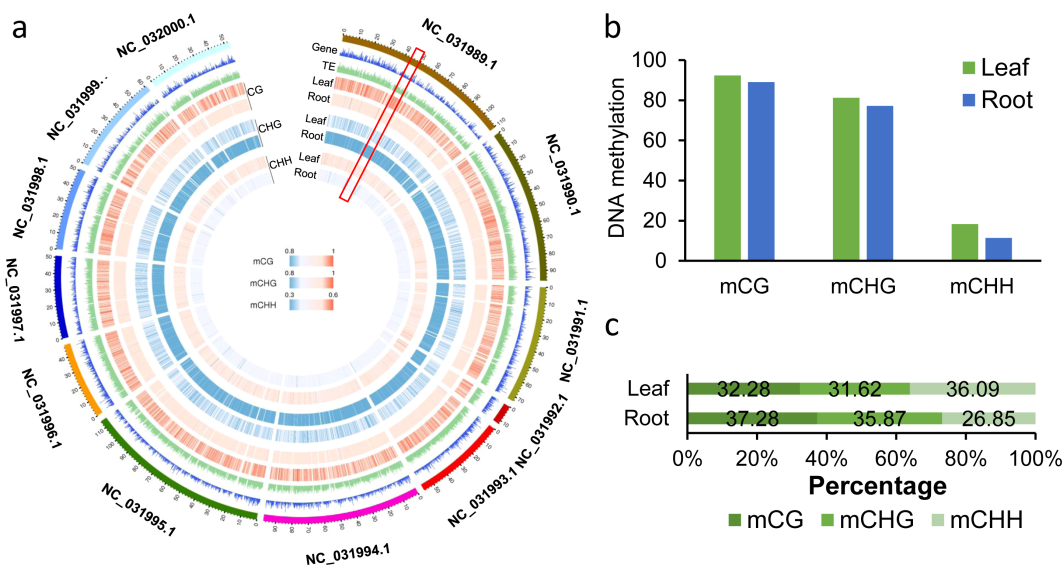 a
NC_032000.1
NC_031999..
NC_031998.1
NC_031997.1
NC_031996.1
NC_031995.1
NC_031994.1
NC_031993.1
NC_031992.1
NC_031991.1
NC_031990.1
NC_031989.1
Gene
TE
Leaf
Root
Leaf
Root
Leaf
Root
CG
CHG
CHH
0.8 1
mCG
0.8 1
mCHG
0.3 0.6
mCHH
b
DNA methylation
100
80
60
40
20
0
mCG mCHG mCHH
Leaf
Root
c
Leaf 32.28 31.62 36.09
Root 37.28 35.87 26.85
0% 20% 40% 60% 80% 100%
Percentage
mCG mCHG mCHH